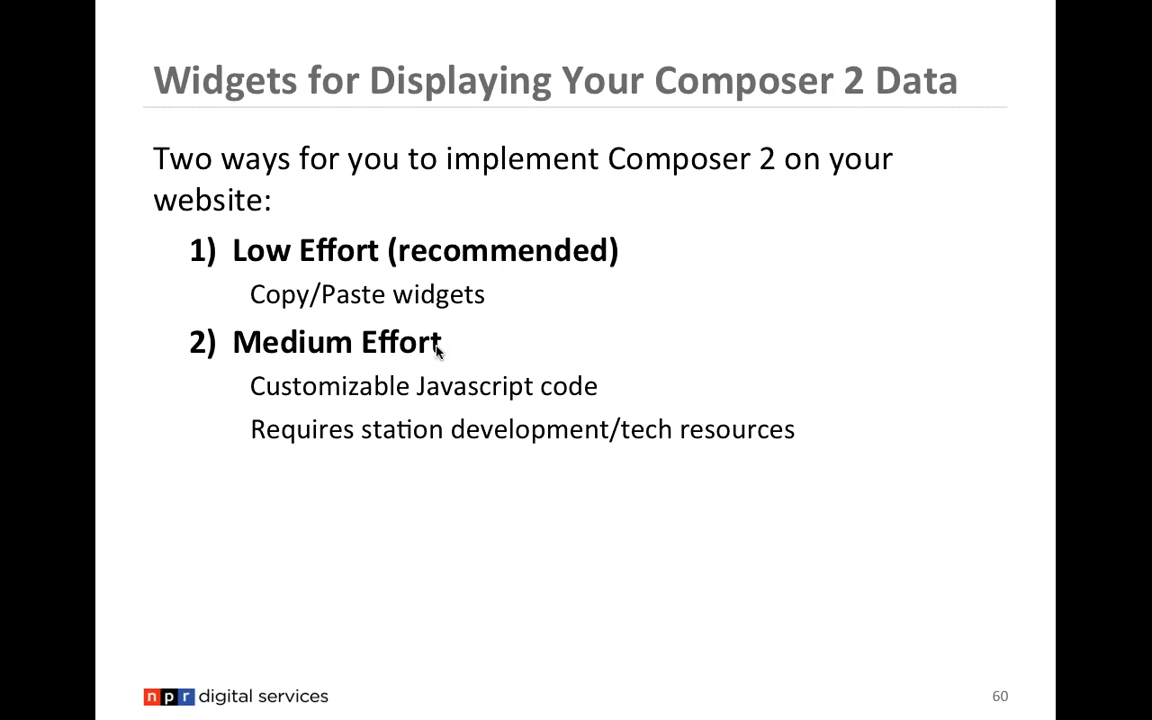 Widgets for Displaying Your Composer 2 Data
Two ways for you to implement Composer 2 on your
website:
1) Low Effort (recommended)
Copy/Paste widgets
2) Medium Effort
Customizable Javascript code
Requires station development/tech resources
npr digital services
60